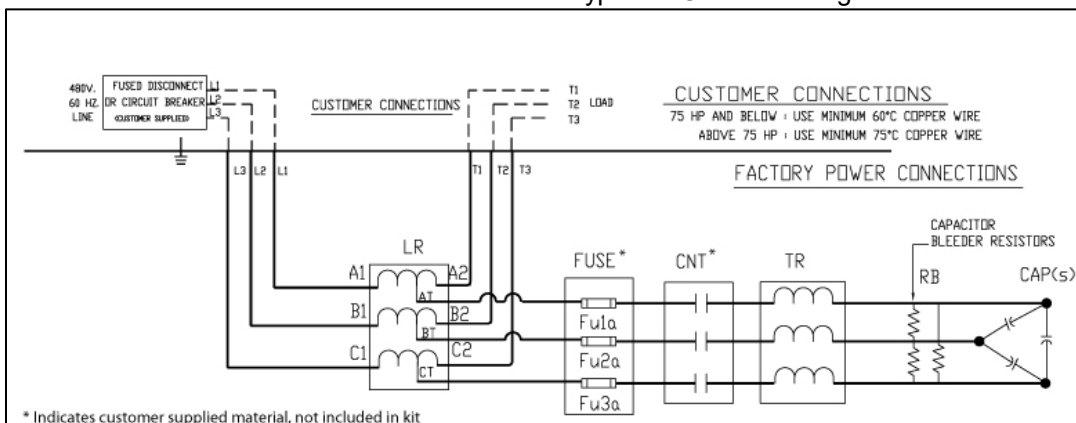 480V.
60 HZ.
LINE
FUSED DISCONNECT
OR CIRCUIT BREAKER
(CUSTOMER SUPPLIED)
L1
L2
L3
CUSTOMER CONNECTIONS
T1
T2 LOAD
T3
CUSTOMER CONNECTIONS
75 HP AND BELOW : USE MINIMUM 60°C COPPER WIRE
ABOVE 75 HP : USE MINIMUM 75°C COPPER WIRE
L3 L2 L1
T1 T2 T3
FACTORY POWER CONNECTIONS
CAPACITOR
BLEEDER RESISTORS
LR
FUSE*
CNT*
TR
RB
CAP(s)
A1 A2
AT
B1 B2
BT
C1 C2
CT
Fu1a
Fu2a
Fu3a
* Indicates customer supplied material, not included in kit